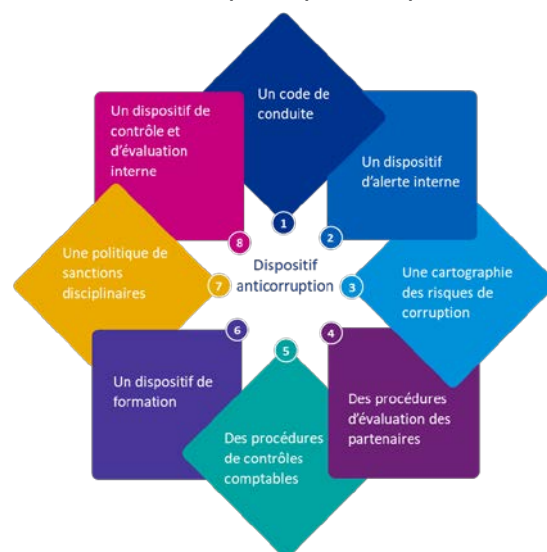 Un code de
conduite
1
Un dispositif
d'alerte interne
2
Une cartographie
des risques de
corruption
3
Des procédures
d'évaluation des
partenaires
4
Des procédures
de contrôles
comptables
5
Un dispositif de
formation
6
Une politique de
sanctions
disciplinaires
7
Un dispositif de
contrôle et
d'évaluation
interne
8
Dispositif
anticorruption